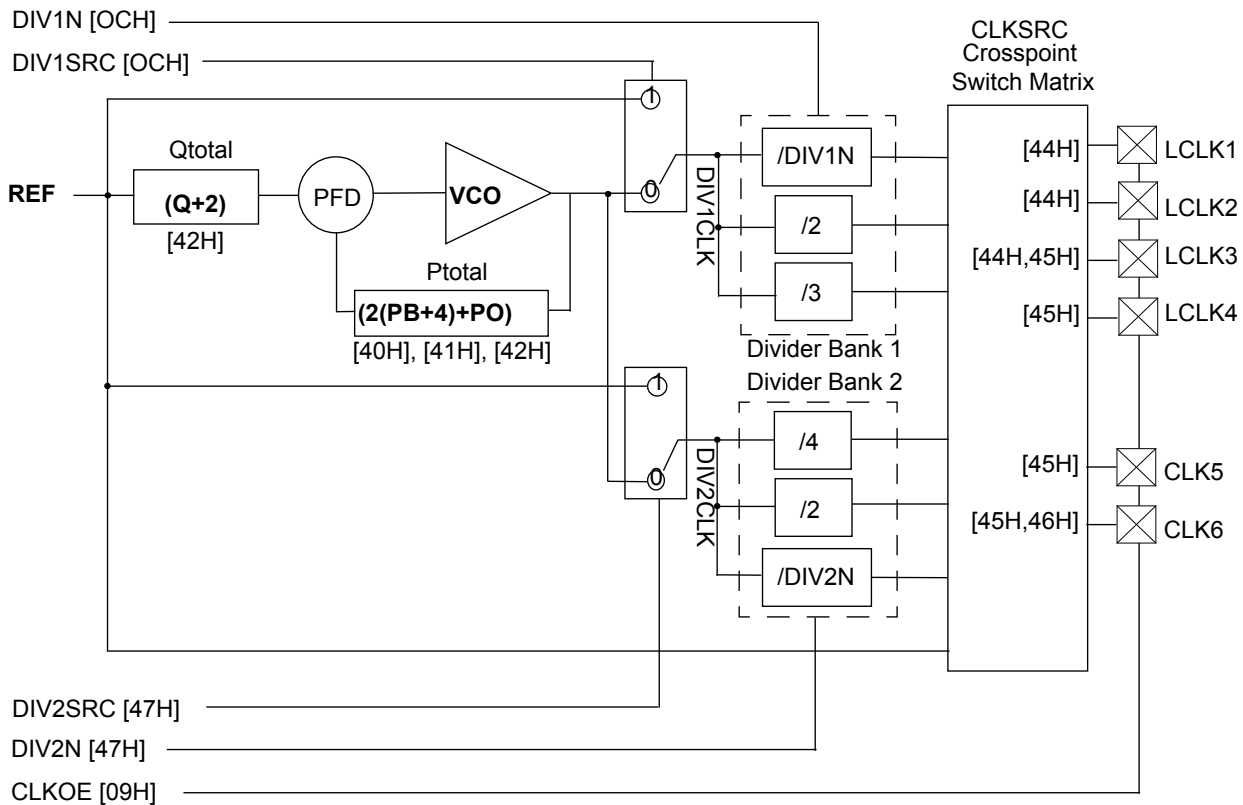 DIV1N [OCH]
DIV1SRC [OCH]
CLKSRC
Crosspoint
Switch Matrix
1
0
Qtotal
REF
(Q+2)
[42H]
PFD
VCO
Ptotal
(2(PB+4)+PO)
[40H], [41H], [42H]
DIV1CLK
/DIV1N
/2
/3
Divider Bank 1
Divider Bank 2
1
0
DIV2CLK
/4
/2
/DIV2N
[44H]
LCLK1
[44H]
LCLK2
[44H,45H]
LCLK3
[45H]
LCLK4
[45H]
CLK5
[45H,46H]
CLK6
DIV2SRC [47H]
DIV2N [47H]
CLKOE [09H]